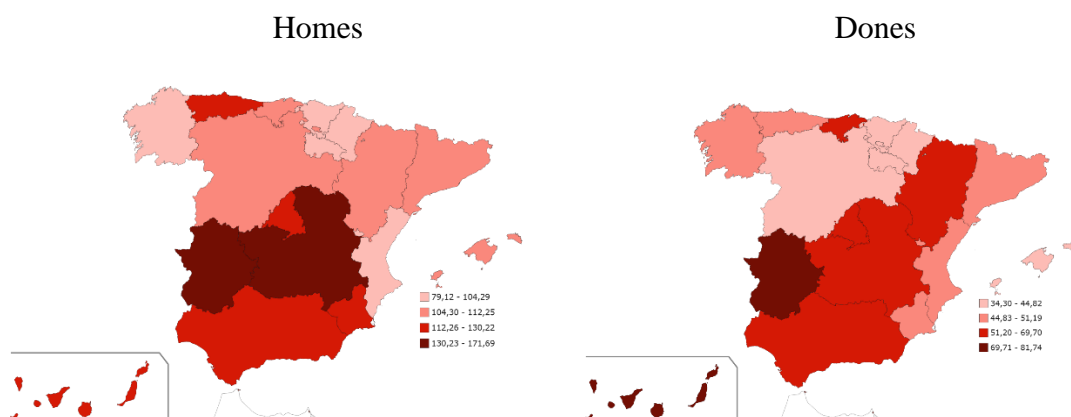 Homes
Dones
79,12 - 104,29
104,30 - 112,25
112,26 - 130,22
130,23 - 171,69
34,30 - 44,82
44,83 - 51,19
51,20 - 69,70
69,71 - 81,74